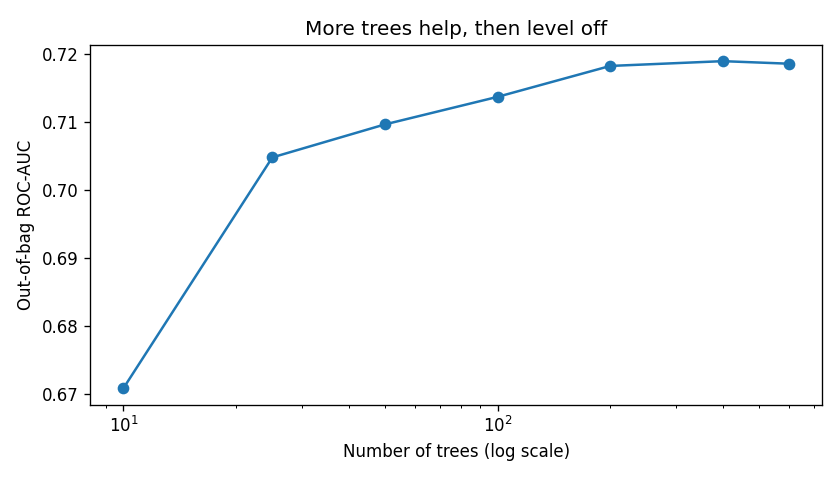 More trees help, then level off
Out-of-bag ROC-AUC
0.72
0.71
0.70
0.69
0.68
0.67
10¹
10²
Number of trees (log scale)